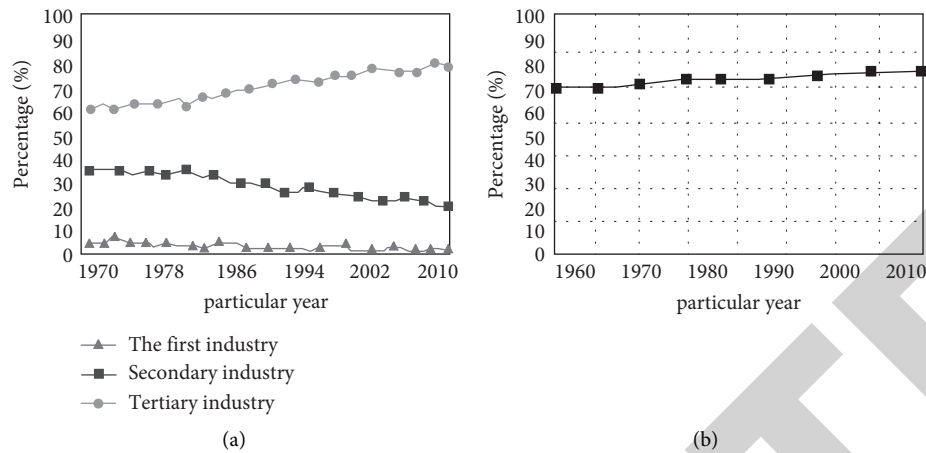 100
90
80
70
60
50
40
30
20
10
0
Percentage (%)
1970 1978 1986 1994 2002 2010
particular year
The first industry
Secondary industry
Tertiary industry
(a)
100
90
80
70
60
50
40
30
20
10
0
Percentage (%)
1960 1970 1980 1990 2000 2010
particular year
(b)